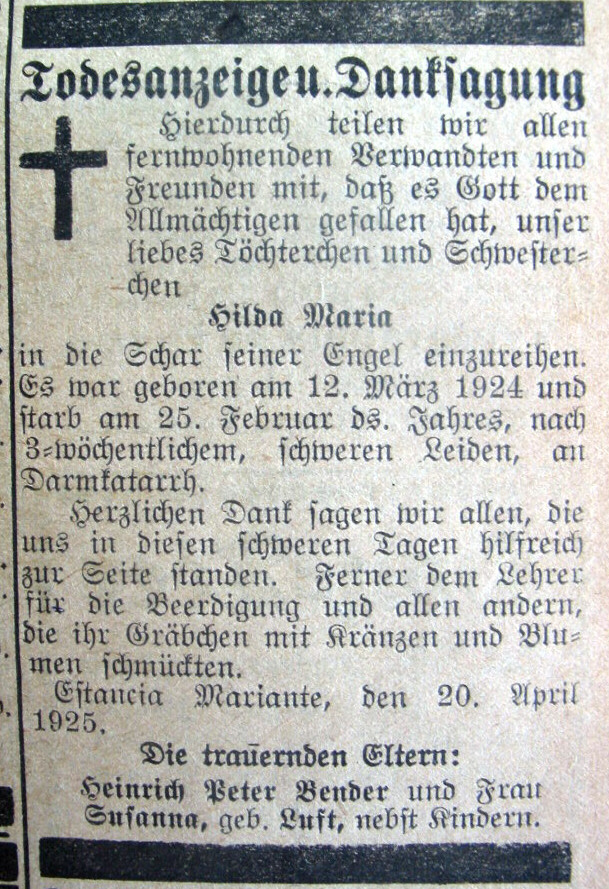 Todesanzeige u. Danksagung
Hierdurch teilen wir allen
fernwohnenden Verwandten und
Freunden mit, daß es Gott dem
Allmächtigen gefallen hat, unser
liebes Töchterchen und Schwester-
chen
Hilda Maria
in die Schar seiner Engel einzureihen.
Es war geboren am 12. März 1924 und
starb am 25. Februar ds. Jahres, nach
3-wöchentlichem, schweren Leiden, an
Darmkatarrh.
Herzlichen Dank sagen wir allen, die
uns in diesen schweren Tagen hilfreich
zur Seite standen. Ferner dem Lehrer
für die Beerdigung und allen andern,
die ihr Gräbchen mit Kränzen und Blu-
men schmückten.
Estancia Mariante, den 20. April
1925.
Die trauernden Eltern:
Heinrich Peter Bender und Frau
Susanna, geb. Luft, nebst Kindern.